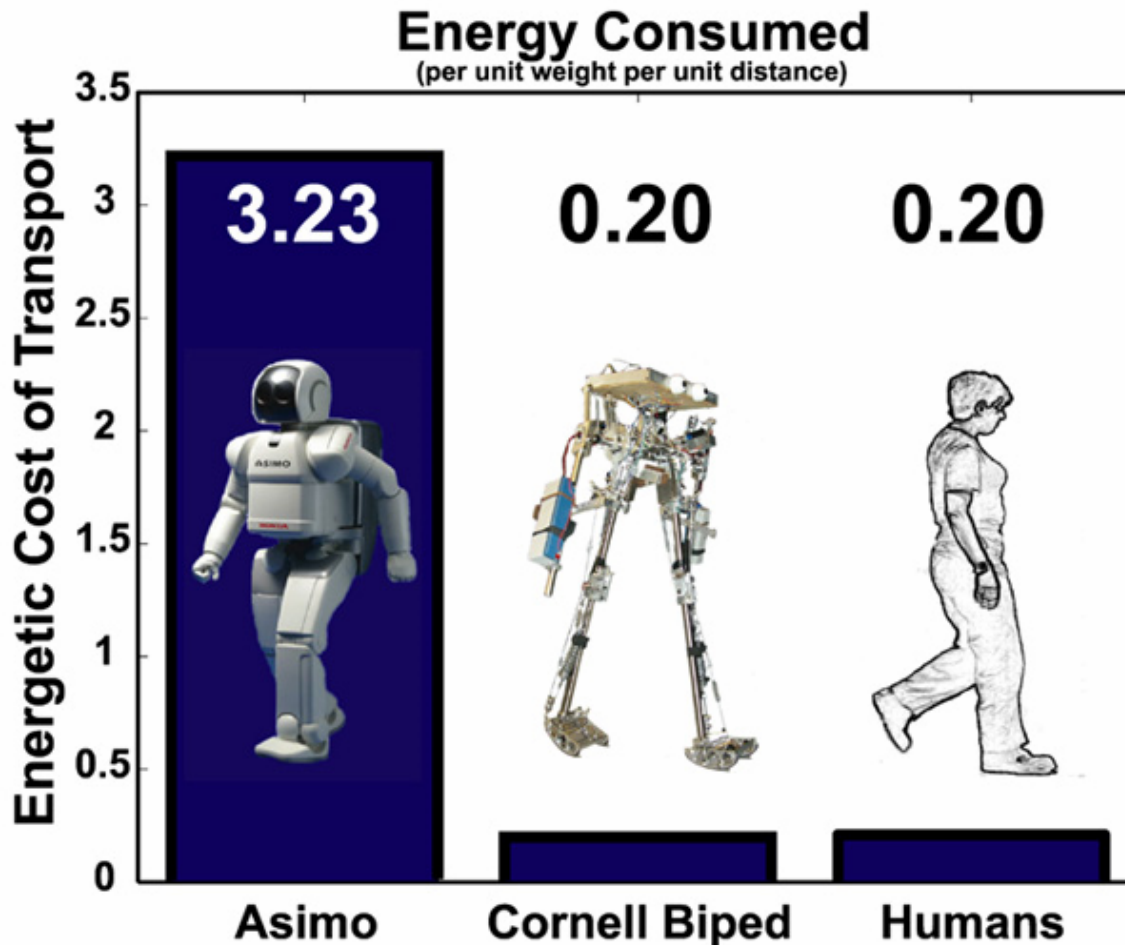 Energy Consumed
(per unit weight per unit distance)
Energetic Cost of Transport
3.5
3
2.5
2
1.5
1
0.5
0
3.23
0.20
0.20
ASIMO
HONDA
Asimo
Cornell Biped
Humans